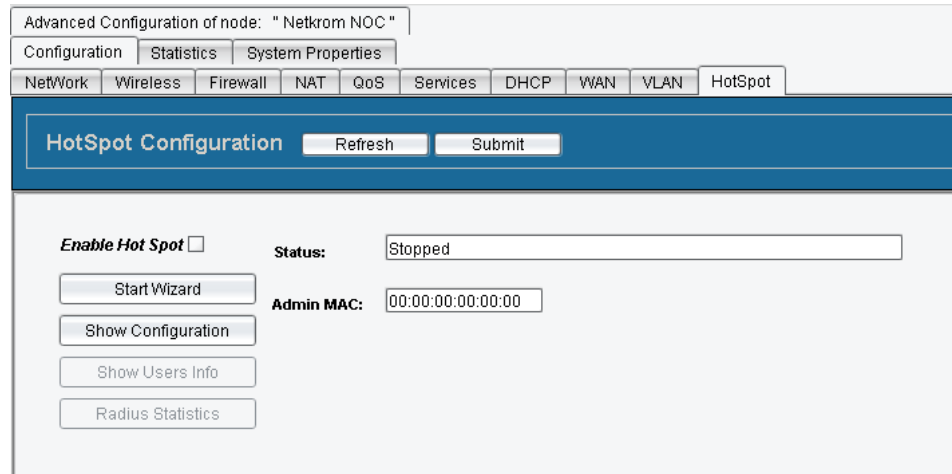 Advanced Configuration of node: " Netkrom NOC "
Configuration Statistics System Properties
NetWork Wireless Firewall NAT QoS Services DHCP WAN VLAN HotSpot
HotSpot Configuration Refresh Submit
Enable Hot Spot Status: Stopped
Start Wizard
Admin MAC: 00:00:00:00:00:00
Show Configuration
Show Users Info
Radius Statistics